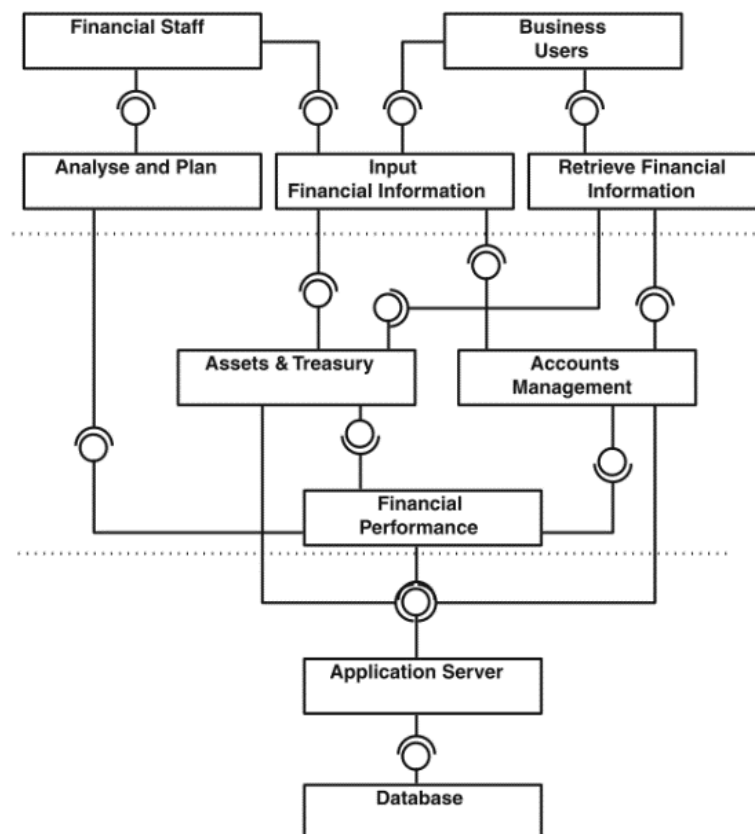 Financial Staff
Business
Users
Analyse and Plan
Input
Financial Information
Retrieve Financial
Information
Assets & Treasury
Accounts
Management
Financial
Performance
Application Server
Database